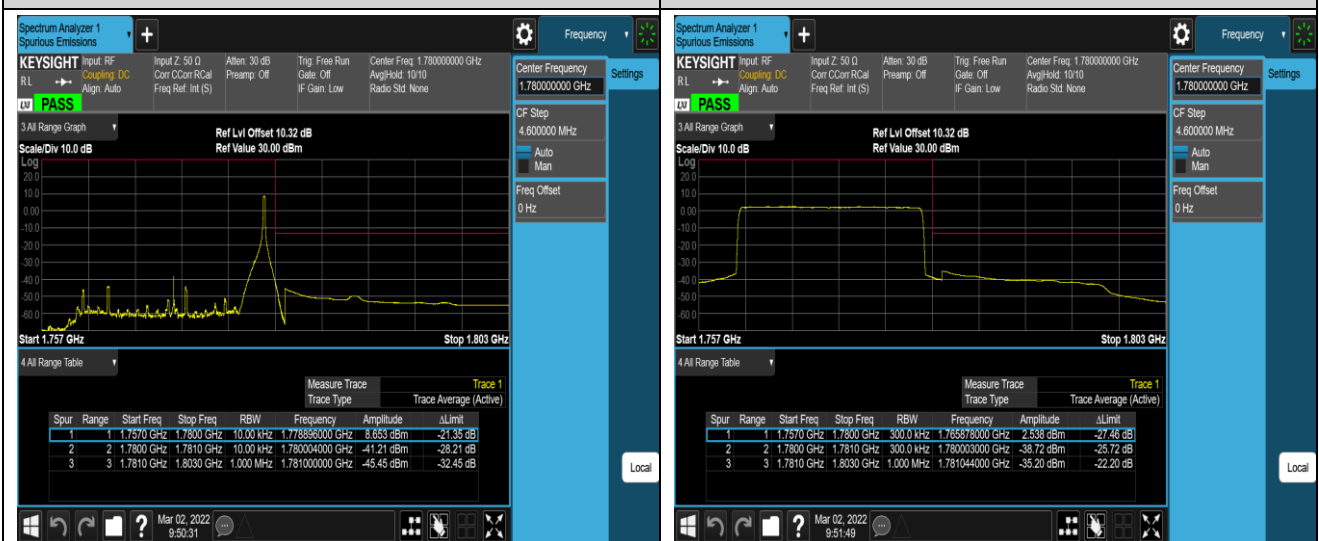 Spectrum Analyzer 1
Spurious Emissions
+
Frequency
KEYSIGHT
Input: RF
Coupling: DC
Align: Auto
Input Z: 50 Ω
Corr CCorr RCal
Freq Ref: Int (S)
Atten: 30 dB
Preamp: Off
Trig: Free Run
Gate: Off
IF Gain: Low
Center Freq: 1.780000000 GHz
Avg|Hold: 10/10
Radio Std: None
R L
LXI
PASS
Center Frequency
1.780000000 GHz
Settings
CF Step
4.600000 MHz
Auto
Man
Freq Offset
0 Hz
3 All Range Graph
Ref Lvl Offset 10.32 dB
Scale/Div 10.0 dB
Ref Value 30.00 dBm
Log
20.0
10.0
0.00
-10.0
-20.0
-30.0
-40.0
-50.0
-60.0
Start 1.757 GHz
Stop 1.803 GHz
4 All Range Table
Measure Trace Trace 1
Trace Type Trace Average (Active)
Spur Range Start Freq Stop Freq RBW Frequency Amplitude ΔLimit
1 1 1.7570 GHz 1.7800 GHz 10.00 kHz 1.778896000 GHz 8.653 dBm -21.35 dB
2 2 1.7800 GHz 1.7810 GHz 10.00 kHz 1.780004000 GHz -41.21 dBm -28.21 dB
3 3 1.7810 GHz 1.8030 GHz 1.000 MHz 1.781000000 GHz -45.45 dBm -32.45 dB
Local
?
Mar 02, 2022
9:50:31
Spectrum Analyzer 1
Spurious Emissions
+
Frequency
KEYSIGHT
Input: RF
Coupling: DC
Align: Auto
Input Z: 50 Ω
Corr CCorr RCal
Freq Ref: Int (S)
Atten: 30 dB
Preamp: Off
Trig: Free Run
Gate: Off
IF Gain: Low
Center Freq: 1.780000000 GHz
Avg|Hold: 10/10
Radio Std: None
R L
LXI
PASS
Center Frequency
1.780000000 GHz
Settings
CF Step
4.600000 MHz
Auto
Man
Freq Offset
0 Hz
3 All Range Graph
Ref Lvl Offset 10.32 dB
Scale/Div 10.0 dB
Ref Value 30.00 dBm
Log
20.0
10.0
0.00
-10.0
-20.0
-30.0
-40.0
-50.0
-60.0
Start 1.757 GHz
Stop 1.803 GHz
4 All Range Table
Measure Trace Trace 1
Trace Type Trace Average (Active)
Spur Range Start Freq Stop Freq RBW Frequency Amplitude ΔLimit
1 1 1.7570 GHz 1.7800 GHz 300.0 kHz 1.765878000 GHz 2.538 dBm -27.46 dB
2 2 1.7800 GHz 1.7810 GHz 300.0 kHz 1.780003000 GHz -38.72 dBm -25.72 dB
3 3 1.7810 GHz 1.8030 GHz 1.000 MHz 1.781044000 GHz -35.20 dBm -22.20 dB
Local
?
Mar 02, 2022
9:51:49